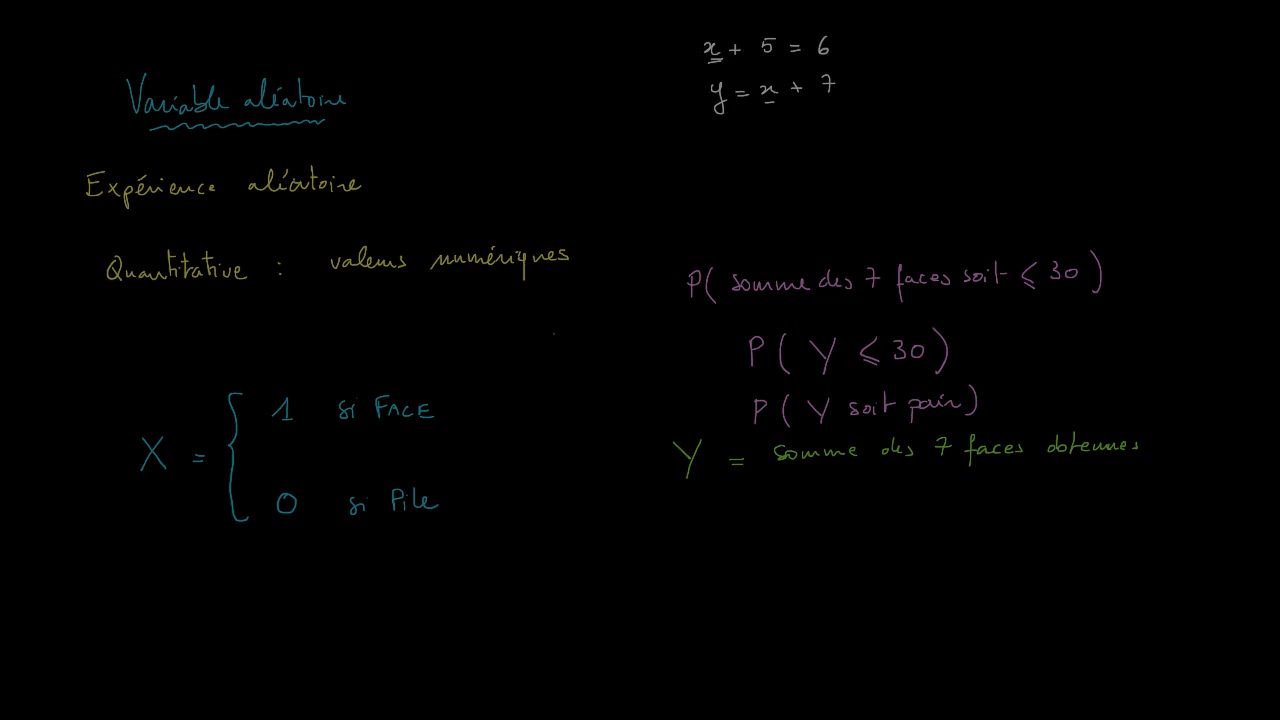 Variable aléatoire
Expérience aléatoire
Quantitative : valeurs numériques
X = { 1 si FACE
0 si Pile
x + 5 = 6
y = x + 7
P( somme des 7 faces soit ⩽ 30 )
P( Y ⩽ 30 )
P( Y soit pair )
Y = somme des 7 faces obtenues